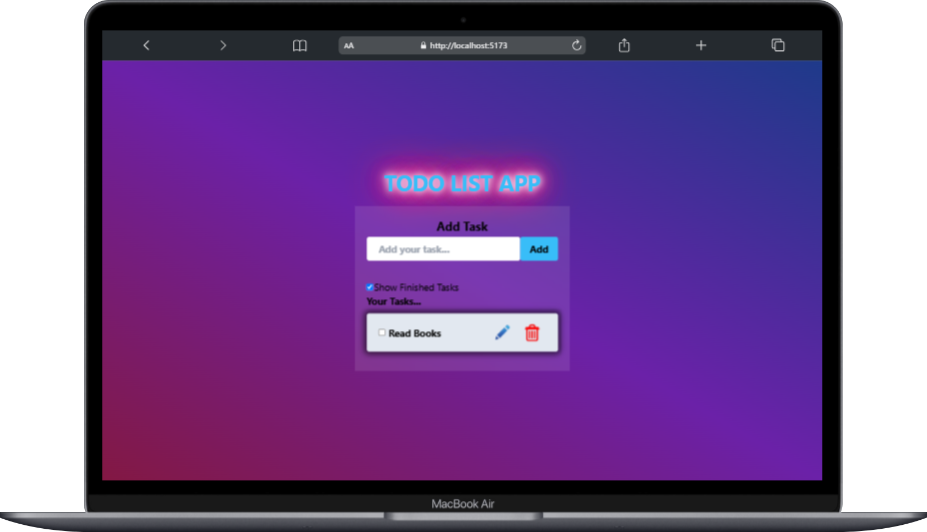 AA
http://localhost:5173
TODO LIST APP
Add Task
Add your task...
Add
Show Finished Tasks
Your Tasks...
Read Books
MacBook Air